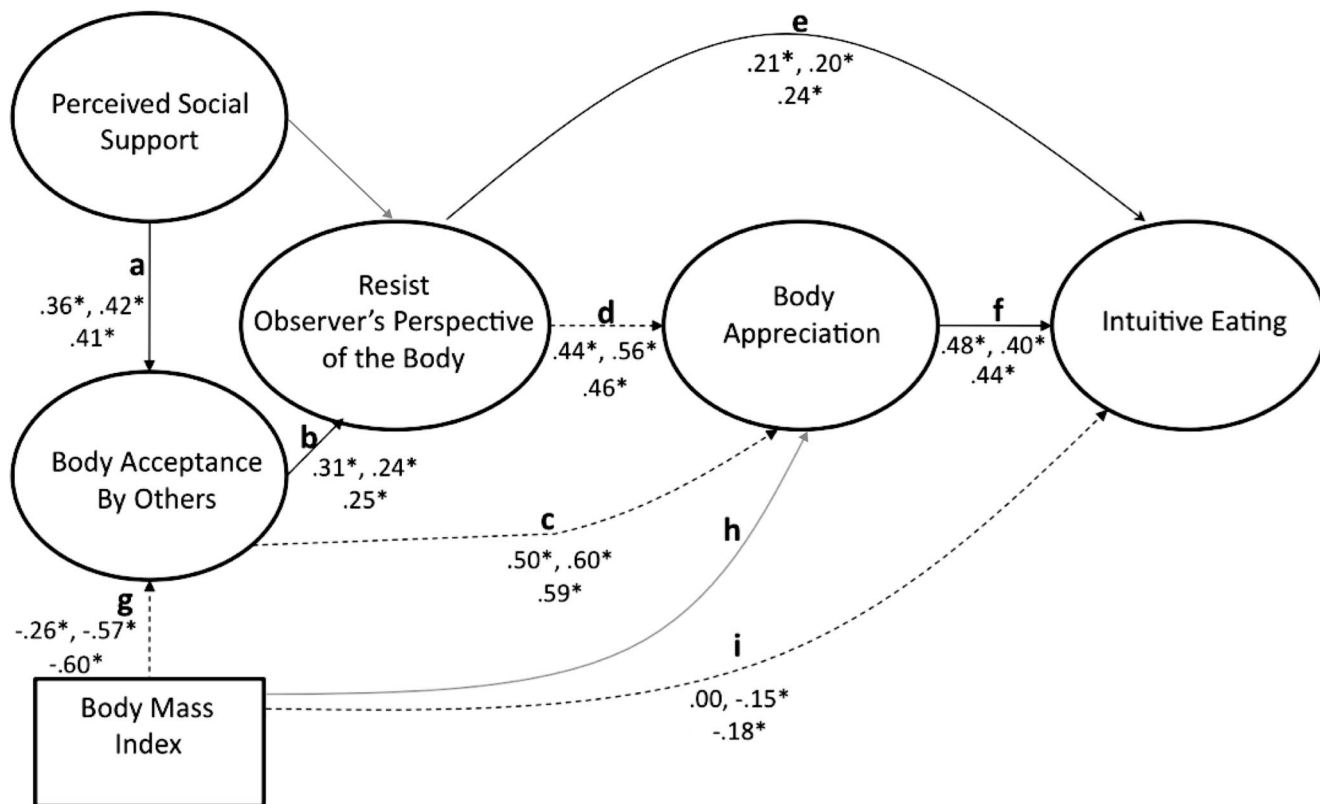 e
.21*, .20*
.24*
Perceived Social
Support
a
.36*, .42*
.41*
Resist
Observer's Perspective
of the Body
d
.44*, .56*
.46*
Body
Appreciation
f
.48*, .40*
.44*
Intuitive Eating
Body Acceptance
By Others
b
.31*, .24*
.25*
c
.50*, .60*
.59*
h
g
-.26*, -.57*
-.60*
i
.00, -.15*
-.18*
Body Mass
Index